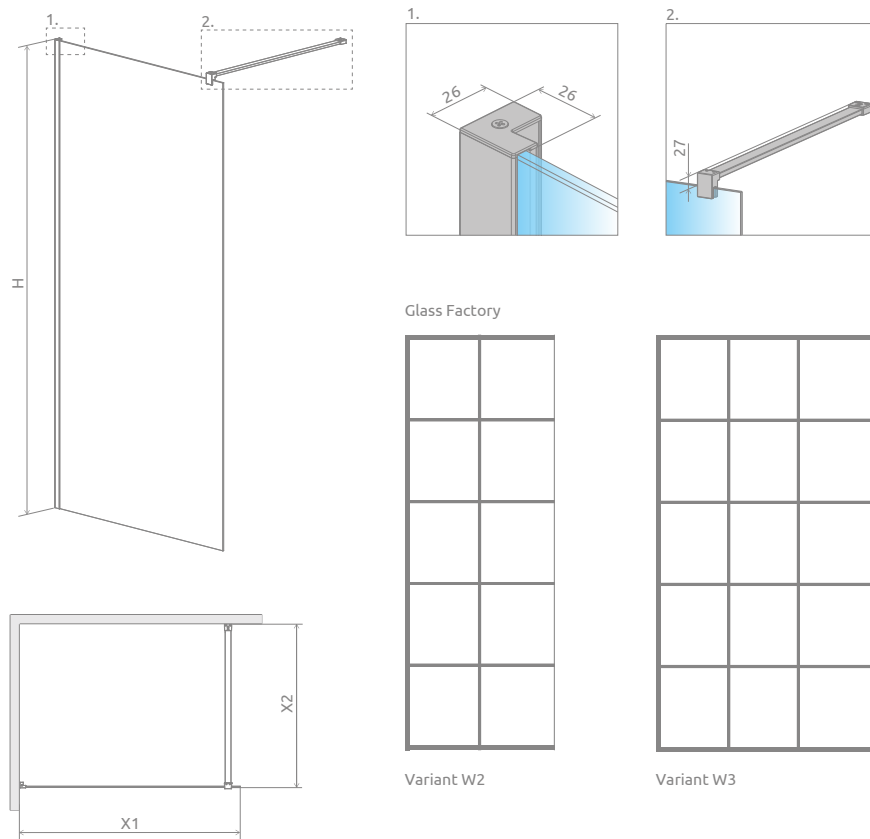 1.
2.
H
1.
26
26
2.
27
Glass Factory
Variant W2
Variant W3
X2
X1